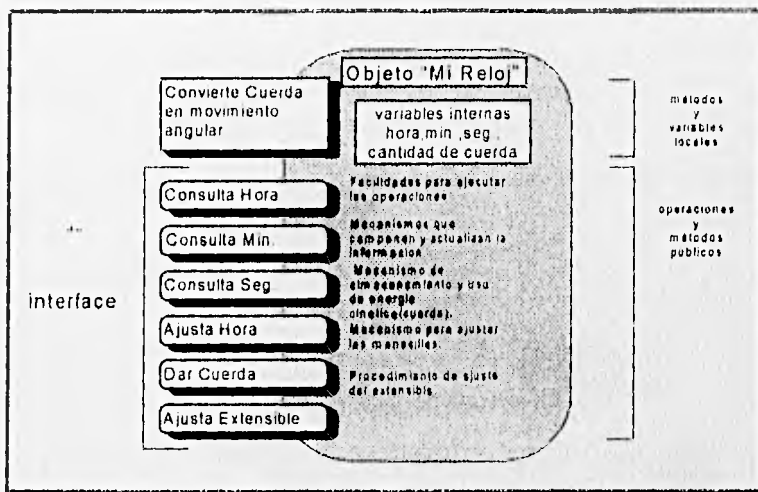 Objeto "Mi Reloj"
Convierte Cuerda
en movimiento
angular
variables internas
hora,min ,seg ,
cantidad de cuerda
métodos
y
variables
locales
interface
Consulta Hora
Consulta Min.
Consulta Seg
Ajusta Hora
Dar Cuerda
Ajusta Extensible
Facilidades para ejecutar
las operaciones
Mecanismos que
componen y actualizan la
información
Mecanismo de
almacenamiento y uso
de energía
cinética(cuerda).
Mecanismo para ajustar
las manecillas.
Procedimiento de ajuste
del extensible
operaciones
y
métodos
públicos